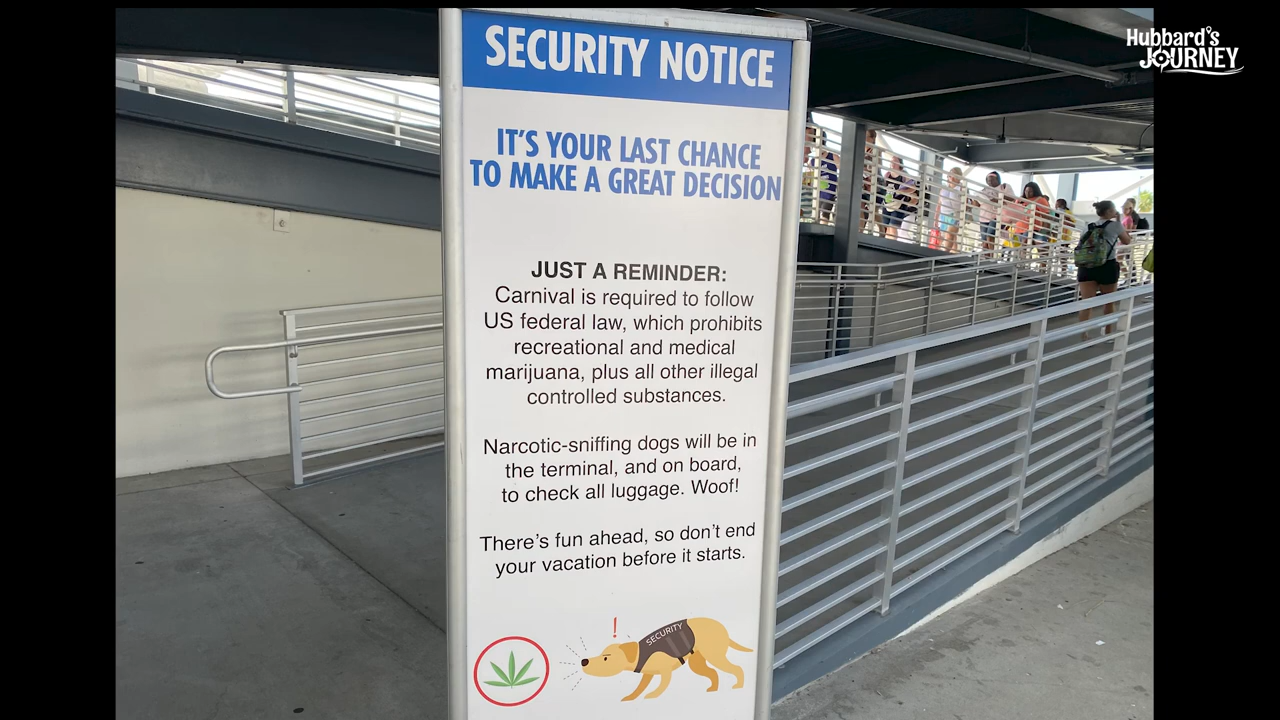 Hubbard's
JOURNEY
SECURITY NOTICE
IT'S YOUR LAST CHANCE
TO MAKE A GREAT DECISION
JUST A REMINDER:
Carnival is required to follow
US federal law, which prohibits
recreational and medical
marijuana, plus all other illegal
controlled substances.
Narcotic-sniffing dogs will be in
the terminal, and on board,
to check all luggage. Woof!
There's fun ahead, so don't end
your vacation before it starts.
!
SECURITY